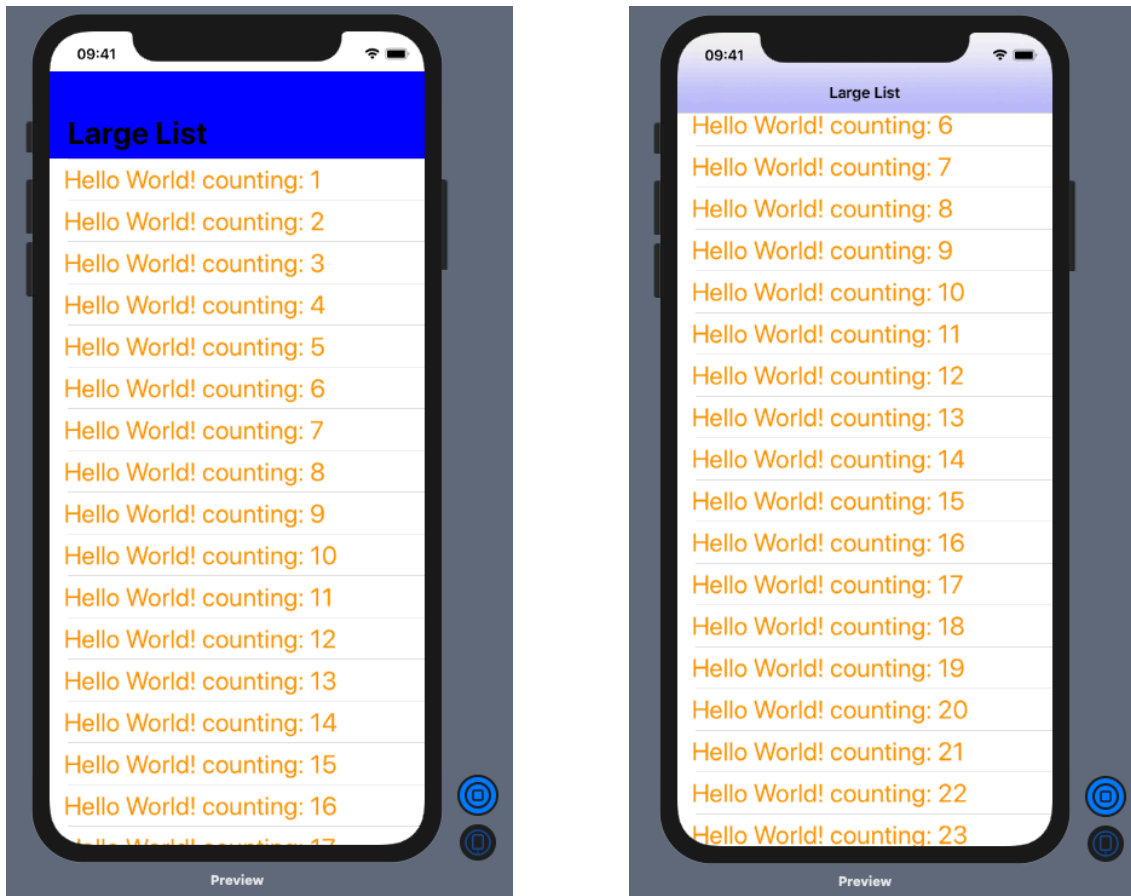 09:41
Large List
Hello World! counting: 1
Hello World! counting: 2
Hello World! counting: 3
Hello World! counting: 4
Hello World! counting: 5
Hello World! counting: 6
Hello World! counting: 7
Hello World! counting: 8
Hello World! counting: 9
Hello World! counting: 10
Hello World! counting: 11
Hello World! counting: 12
Hello World! counting: 13
Hello World! counting: 14
Hello World! counting: 15
Hello World! counting: 16
Hello World! counting: 17
Preview
09:41
Large List
Hello World! counting: 6
Hello World! counting: 7
Hello World! counting: 8
Hello World! counting: 9
Hello World! counting: 10
Hello World! counting: 11
Hello World! counting: 12
Hello World! counting: 13
Hello World! counting: 14
Hello World! counting: 15
Hello World! counting: 16
Hello World! counting: 17
Hello World! counting: 18
Hello World! counting: 19
Hello World! counting: 20
Hello World! counting: 21
Hello World! counting: 22
Hello World! counting: 23
Preview